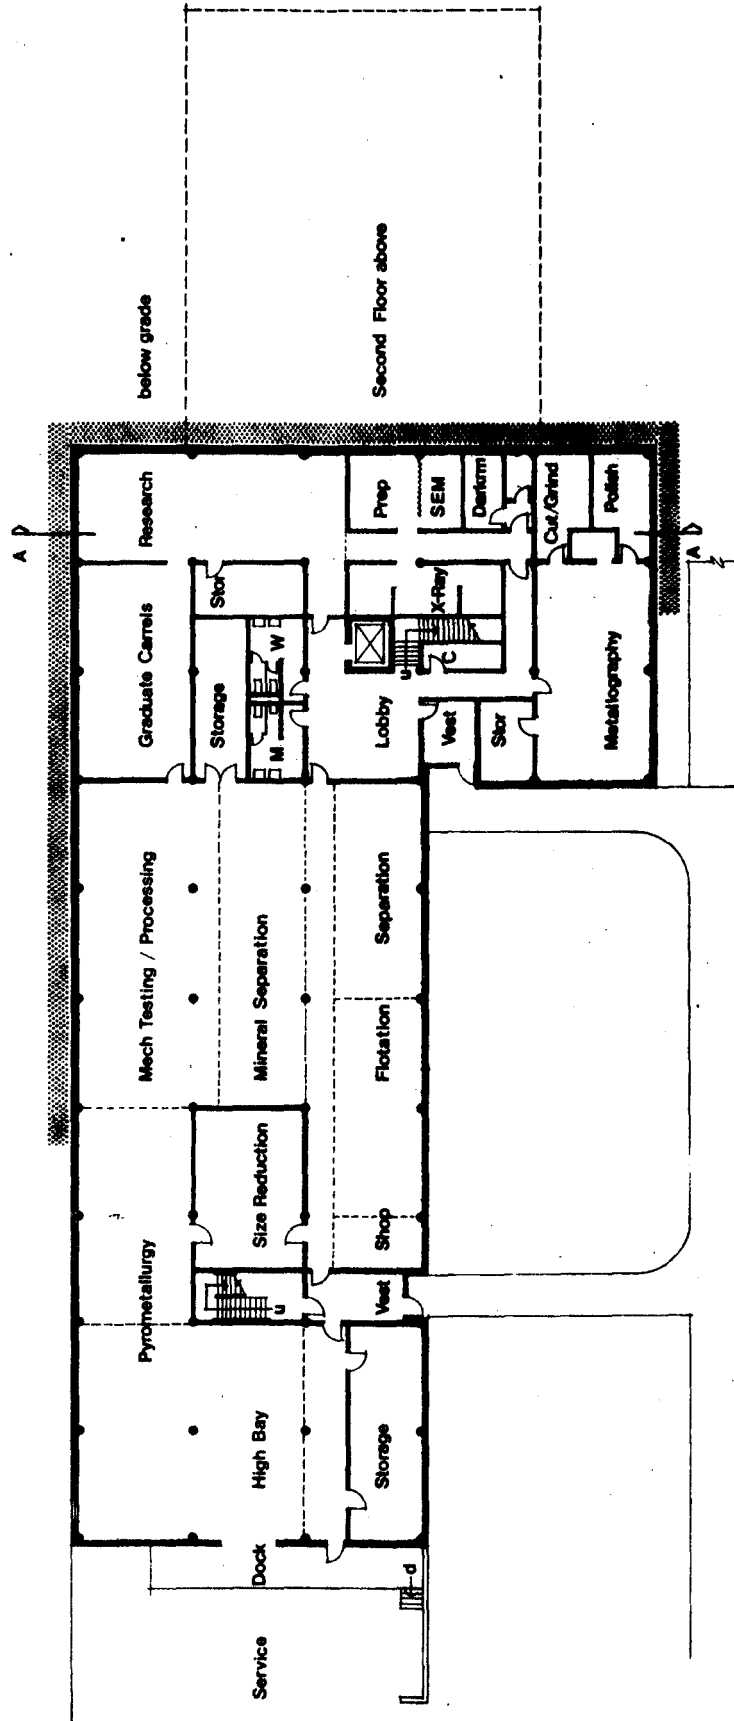 below grade
Second Floor above
A
Research
Prep
SEM
Darkrm
Cut/Grind
Polish
A
Graduate Carrels
Stor
X-Ray
Storage
W
M
Lobby
u
C
Vest
Stor
Metallography
Mech Testing / Processing
Mineral Separation
Separation
Flotation
Pyrometallurgy
Size Reduction
Shop
u
Vest
High Bay
Storage
Dock
d
Service